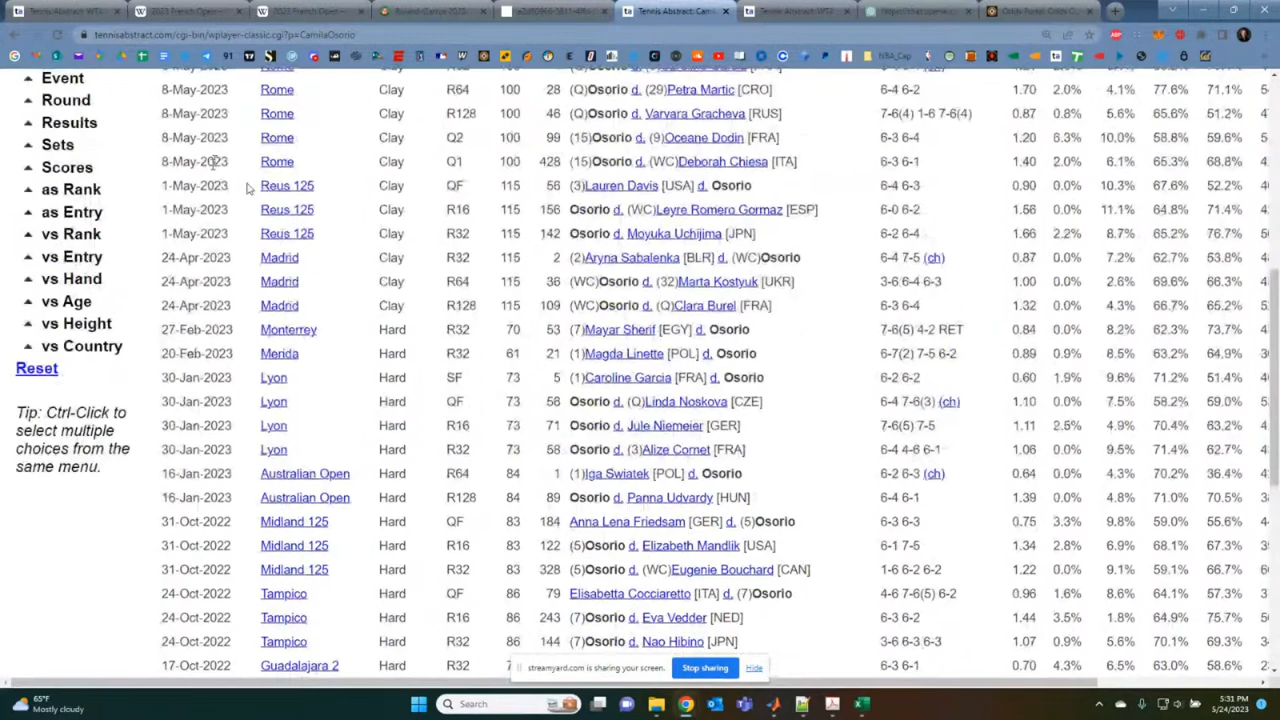 Tennis Abstract: Cam
tennisabstract.com/cgi-bin/wplayer-classic.cgi?p=CamilaOsorio
NBA_Cap
Event
Round
Results
Sets
Scores
as Rank
as Entry
vs Rank
vs Entry
vs Hand
vs Age
vs Height
vs Country
Reset
Tip: Ctrl-Click to
select multiple
choices from the
same menu.
8-May-2023 Rome Clay R64 100 28 (Q)Osorio d. (29)Petra Martic [CRO] 6-4 6-2 1.70 2.0% 4.1% 77.6% 71.1%
8-May-2023 Rome Clay R128 100 46 (Q)Osorio d. Varvara Gracheva [RUS] 7-6(4) 1-6 7-6(4) 0.87 0.8% 5.6% 65.6% 51.2%
8-May-2023 Rome Clay Q2 100 99 (15)Osorio d. (9)Oceane Dodin [FRA] 6-3 6-4 1.20 6.3% 10.0% 58.8% 59.6%
8-May-2023 Rome Clay Q1 100 428 (15)Osorio d. (WC)Deborah Chiesa [ITA] 6-3 6-1 1.40 2.0% 6.1% 65.3% 68.8%
1-May-2023 Reus 125 Clay QF 115 56 (3)Lauren Davis [USA] d. Osorio 6-4 6-3 0.90 0.0% 10.3% 67.6% 52.2%
1-May-2023 Reus 125 Clay R16 115 156 Osorio d. (WC)Leyre Romero Gormaz [ESP] 6-0 6-2 1.56 0.0% 11.1% 64.8% 71.4%
1-May-2023 Reus 125 Clay R32 115 142 Osorio d. Moyuka Uchijima [JPN] 6-2 6-4 1.66 2.2% 8.7% 65.2% 76.7%
24-Apr-2023 Madrid Clay R32 115 2 (2)Aryna Sabalenka [BLR] d. (WC)Osorio 6-4 7-5 (ch) 0.87 0.0% 7.2% 62.7% 53.8%
24-Apr-2023 Madrid Clay R64 115 36 (WC)Osorio d. (32)Marta Kostyuk [UKR] 3-6 6-4 6-3 1.00 0.0% 2.6% 69.6% 66.3%
24-Apr-2023 Madrid Clay R128 115 109 (WC)Osorio d. (Q)Clara Burel [FRA] 6-3 6-4 1.32 0.0% 4.3% 66.7% 65.2%
27-Feb-2023 Monterrey Hard R32 70 53 (7)Mayar Sherif [EGY] d. Osorio 7-6(5) 4-2 RET 0.84 0.0% 8.2% 62.3% 73.7%
20-Feb-2023 Merida Hard R32 61 21 (1)Magda Linette [POL] d. Osorio 6-7(2) 7-5 6-2 0.89 0.9% 8.5% 63.2% 64.9%
30-Jan-2023 Lyon Hard SF 73 5 (1)Caroline Garcia [FRA] d. Osorio 6-2 6-2 0.60 1.9% 9.6% 71.2% 51.4%
30-Jan-2023 Lyon Hard QF 73 58 Osorio d. (Q)Linda Noskova [CZE] 6-4 7-6(3) (ch) 1.10 0.0% 7.5% 58.2% 59.0%
30-Jan-2023 Lyon Hard R16 73 71 Osorio d. Jule Niemeier [GER] 7-6(5) 7-5 1.11 2.5% 4.9% 70.4% 63.2%
30-Jan-2023 Lyon Hard R32 73 58 Osorio d. (3)Alize Cornet [FRA] 6-4 4-6 6-1 1.06 0.0% 9.5% 71.4% 62.7%
16-Jan-2023 Australian Open Hard R64 84 1 (1)Iga Swiatek [POL] d. Osorio 6-2 6-3 (ch) 0.64 0.0% 4.3% 70.2% 36.4%
16-Jan-2023 Australian Open Hard R128 84 89 Osorio d. Panna Udvardy [HUN] 6-4 6-1 1.39 0.0% 4.8% 71.0% 70.5%
31-Oct-2022 Midland 125 Hard QF 83 184 Anna Lena Friedsam [GER] d. (5)Osorio 6-3 6-3 0.75 3.3% 9.8% 59.0% 55.6%
31-Oct-2022 Midland 125 Hard R16 83 122 (5)Osorio d. Elizabeth Mandlik [USA] 6-1 7-5 1.34 2.8% 6.9% 68.1% 67.3%
31-Oct-2022 Midland 125 Hard R32 83 328 (5)Osorio d. (WC)Eugenie Bouchard [CAN] 1-6 6-2 6-2 1.22 0.0% 9.1% 59.1% 66.7%
24-Oct-2022 Tampico Hard QF 86 79 Elisabetta Cocciaretto [ITA] d. (7)Osorio 4-6 7-6(5) 6-2 0.96 1.6% 8.6% 64.1% 57.3%
24-Oct-2022 Tampico Hard R16 86 243 (7)Osorio d. Eva Vedder [NED] 6-3 6-4 1.44 3.5% 1.8% 64.9% 75.7%
24-Oct-2022 Tampico Hard R32 86 144 (7)Osorio d. Nao Hibino [JPN] 3-6 6-3 6-3 1.07 0.9% 5.8% 70.1% 69.3%
17-Oct-2022 Guadalajara 2 Hard R32 6-3 6-1 0.70 4.3% 6.5% 63.0% 58.6%
streamyard.com is sharing your screen. Stop sharing Hide
65°F
Mostly cloudy
Search
5:31 PM
5/24/2023